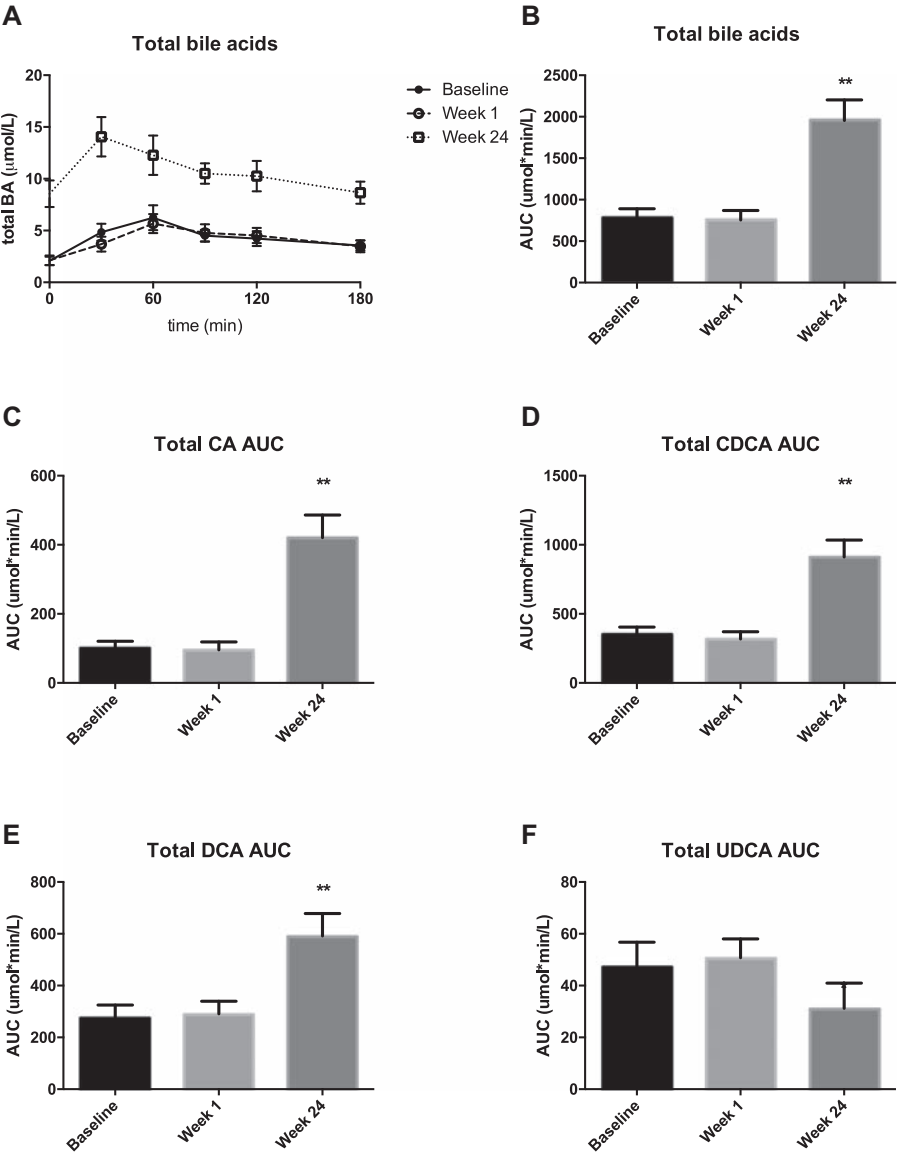 A
Total bile acids
total BA (μmol/L)
20
15
10
5
0
0
60
120
180
time (min)
Baseline
Week 1
Week 24
B
Total bile acids
AUC (umol*min/L)
2500
2000
1500
1000
500
0
**
Baseline
Week 1
Week 24
C
Total CA AUC
AUC (umol*min/L)
600
400
200
0
**
Baseline
Week 1
Week 24
D
Total CDCA AUC
AUC (umol*min/L)
1500
1000
500
0
**
Baseline
Week 1
Week 24
E
Total DCA AUC
AUC (umol*min/L)
800
600
400
200
0
**
Baseline
Week 1
Week 24
F
Total UDCA AUC
AUC (umol*min/L)
80
60
40
20
0
*
Baseline
Week 1
Week 24